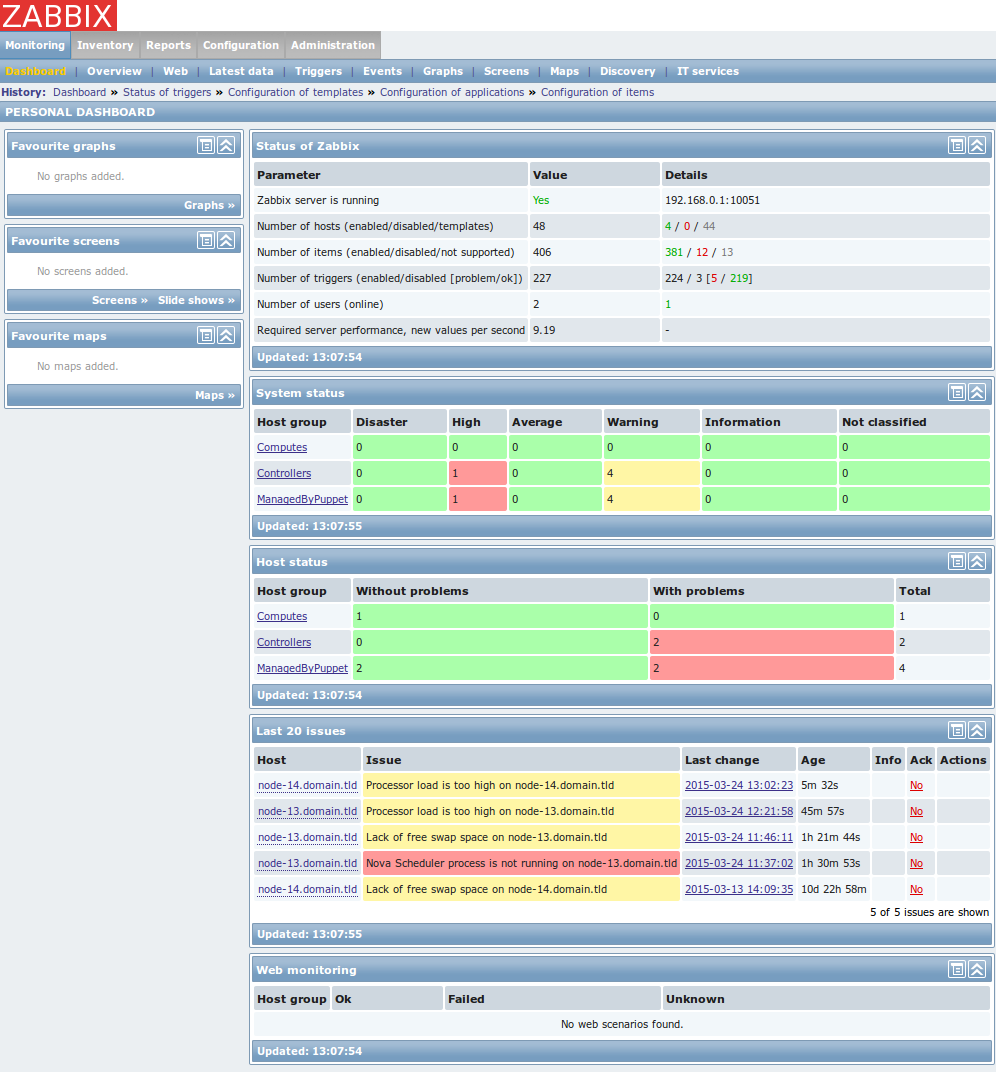 ZABBIX
Monitoring Inventory Reports Configuration Administration
Dashboard | Overview | Web | Latest data | Triggers | Events | Graphs | Screens | Maps | Discovery | IT services
History: Dashboard » Status of triggers » Configuration of templates » Configuration of applications » Configuration of items
PERSONAL DASHBOARD
Favourite graphs
No graphs added.
Graphs »
Favourite screens
No screens added.
Screens » Slide shows »
Favourite maps
No maps added.
Maps »
Status of Zabbix
Parameter Value Details
Zabbix server is running Yes 192.168.0.1:10051
Number of hosts (enabled/disabled/templates) 48 4 / 0 / 44
Number of items (enabled/disabled/not supported) 406 381 / 12 / 13
Number of triggers (enabled/disabled [problem/ok]) 227 224 / 3 [5 / 219]
Number of users (online) 2 1
Required server performance, new values per second 9.19 -
Updated: 13:07:54
System status
Host group Disaster High Average Warning Information Not classified
Computes 0 0 0 0 0 0
Controllers 0 1 0 4 0 0
ManagedByPuppet 0 1 0 4 0 0
Updated: 13:07:55
Host status
Host group Without problems With problems Total
Computes 1 0 1
Controllers 0 2 2
ManagedByPuppet 2 2 4
Updated: 13:07:54
Last 20 issues
Host Issue Last change Age Info Ack Actions
node-14.domain.tld Processor load is too high on node-14.domain.tld 2015-03-24 13:02:23 5m 32s No
node-13.domain.tld Processor load is too high on node-13.domain.tld 2015-03-24 12:21:58 45m 57s No
node-13.domain.tld Lack of free swap space on node-13.domain.tld 2015-03-24 11:46:11 1h 21m 44s No
node-13.domain.tld Nova Scheduler process is not running on node-13.domain.tld 2015-03-24 11:37:02 1h 30m 53s No
node-14.domain.tld Lack of free swap space on node-14.domain.tld 2015-03-13 14:09:35 10d 22h 58m No
5 of 5 issues are shown
Updated: 13:07:55
Web monitoring
Host group Ok Failed Unknown
No web scenarios found.
Updated: 13:07:54